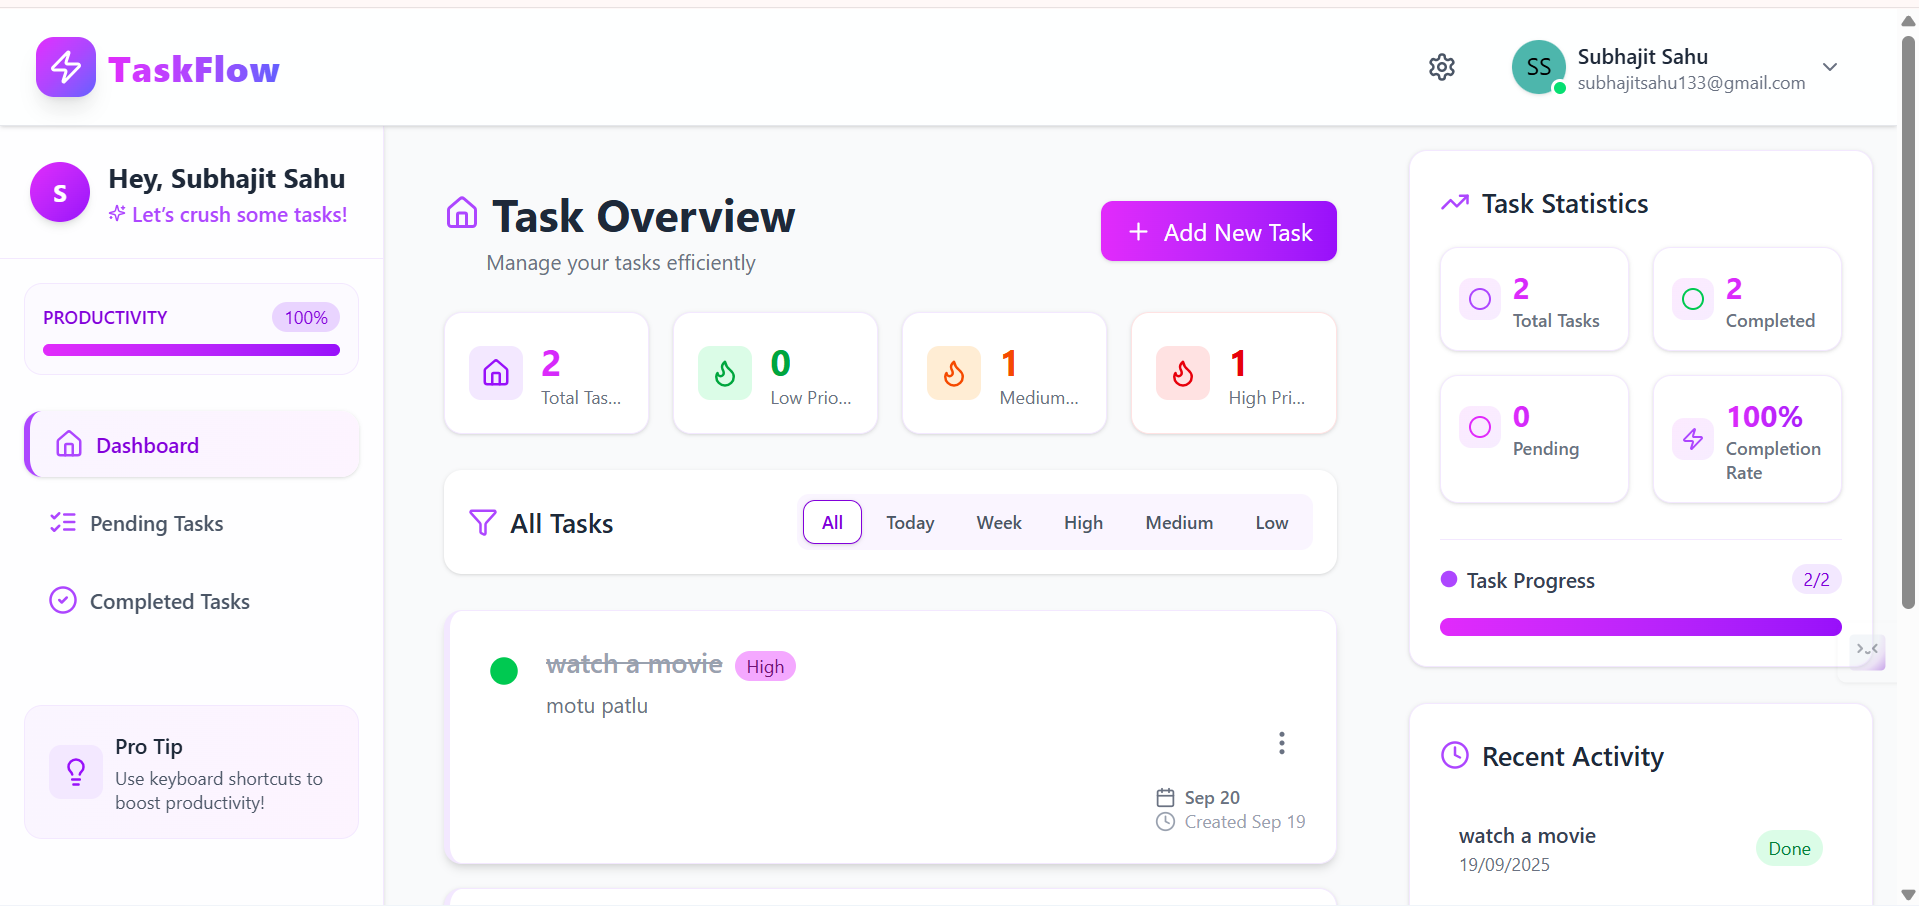 TaskFlow
SS
Subhajit Sahu
subhajitsahu133@gmail.com
S
Hey, Subhajit Sahu
Let's crush some tasks!
PRODUCTIVITY
100%
Dashboard
Pending Tasks
Completed Tasks
Pro Tip
Use keyboard shortcuts to
boost productivity!
Task Overview
Manage your tasks efficiently
Add New Task
2
Total Tas...
0
Low Prio...
1
Medium...
1
High Pri...
All Tasks
All
Today
Week
High
Medium
Low
watch a movie
High
motu patlu
Sep 20
Created Sep 19
Task Statistics
2
Total Tasks
2
Completed
0
Pending
100%
Completion
Rate
Task Progress
2/2
Recent Activity
watch a movie
19/09/2025
Done